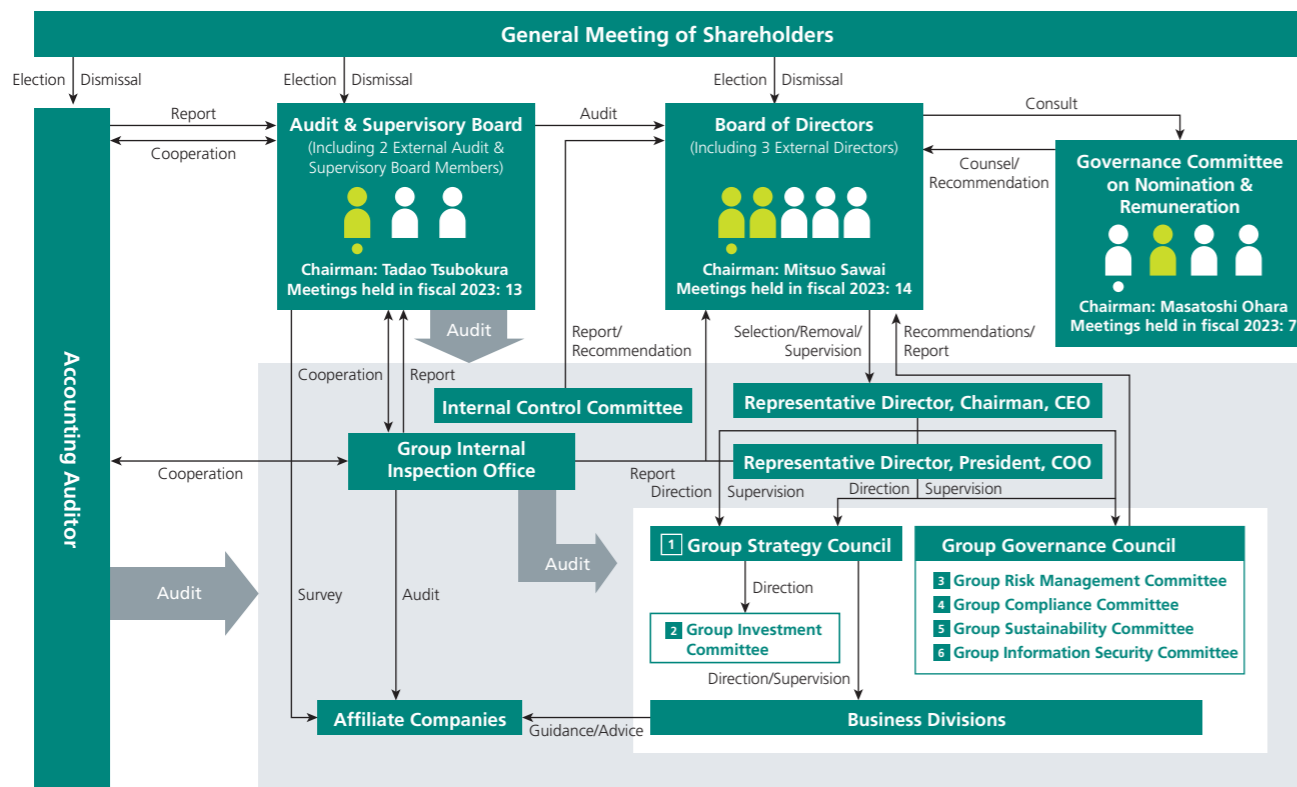 General Meeting of Shareholders
Election
Dismissal
Election
Dismissal
Election
Dismissal
Report
Cooperation
Audit & Supervisory Board
(Including 2 External Audit &
Supervisory Board Members)
Chairman: Tadao Tsubokura
Meetings held in fiscal 2023: 13
Audit
Board of Directors
(Including 3 External Directors)
Chairman: Mitsuo Sawai
Meetings held in fiscal 2023: 14
Consult
Counsel/
Recommendation
Governance Committee
on Nomination &
Remuneration
Chairman: Masatoshi Ohara
Meetings held in fiscal 2023: 7
Accounting Auditor
Audit
Report/
Recommendation
Selection/Removal/
Supervision
Recommendations/
Report
Cooperation
Report
Internal Control Committee
Representative Director, Chairman, CEO
Group Internal
Inspection Office
Representative Director, President, COO
Cooperation
Report
Direction
Supervision
Direction
Supervision
1 Group Strategy Council
Group Governance Council
Audit
Audit
Survey
Audit
Direction
2 Group Investment
Committee
3 Group Risk Management Committee
4 Group Compliance Committee
5 Group Sustainability Committee
6 Group Information Security Committee
Direction/Supervision
Affiliate Companies
Guidance/Advice
Business Divisions